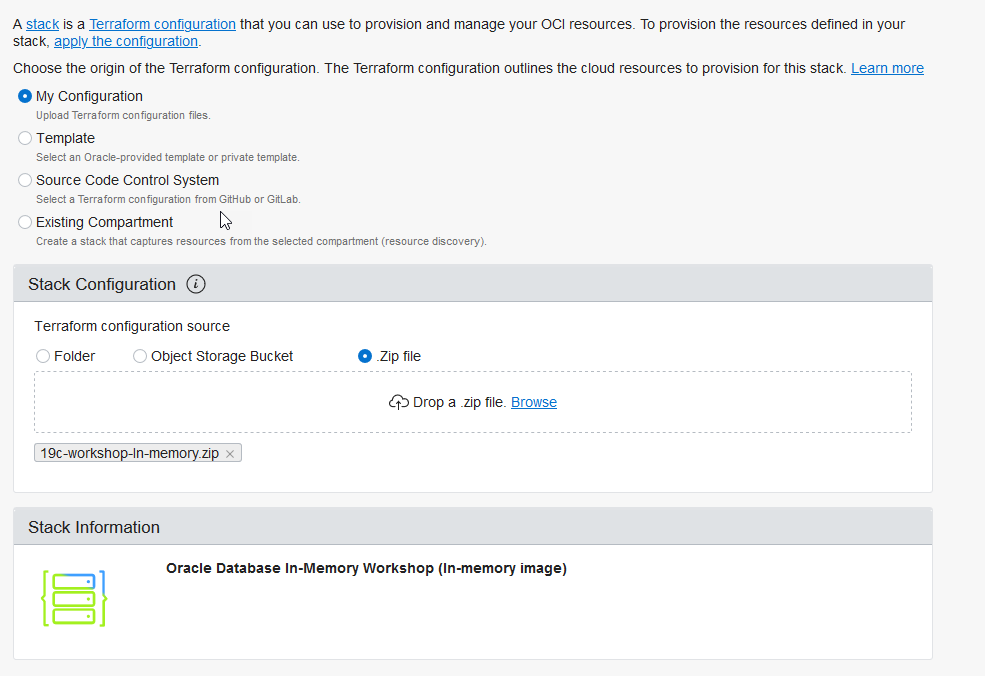 A stack is a Terraform configuration that you can use to provision and manage your OCI resources. To provision the resources defined in your
stack, apply the configuration.
Choose the origin of the Terraform configuration. The Terraform configuration outlines the cloud resources to provision for this stack. Learn more
My Configuration
Upload Terraform configuration files.
Template
Select an Oracle-provided template or private template.
Source Code Control System
Select a Terraform configuration from GitHub or GitLab.
Existing Compartment
Create a stack that captures resources from the selected compartment (resource discovery).
Stack Configuration i
Terraform configuration source
Folder Object Storage Bucket .Zip file
Drop a .zip file. Browse
19c-workshop-In-memory.zip ×
Stack Information
Oracle Database In-Memory Workshop (In-memory image)